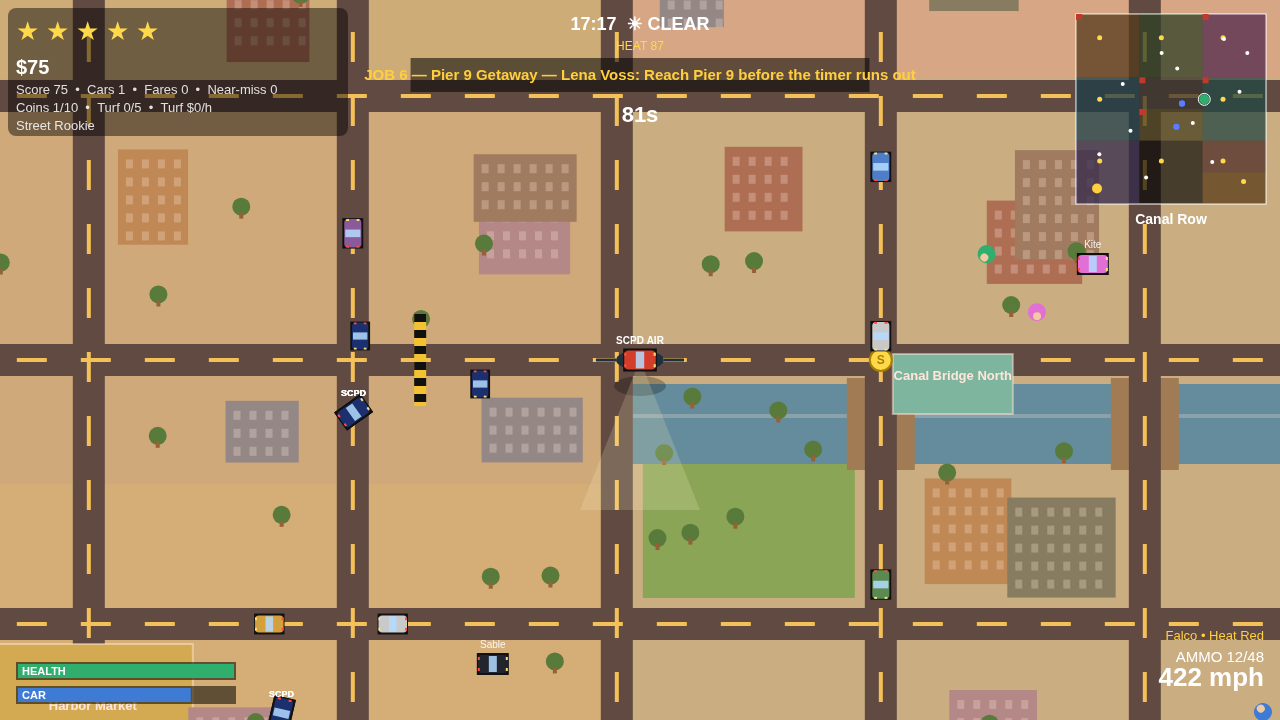 ★ ★ ★ ★ ★
$75
Score 75 • Cars 1 • Fares 0 • Near-miss 0
Coins 1/10 • Turf 0/5 • Turf $0/h
Street Rookie
17:17 ☀ CLEAR
HEAT 87
JOB 6 — Pier 9 Getaway — Lena Voss: Reach Pier 9 before the timer runs out
81s
Canal Row
Kite
SCPD AIR
S
Canal Bridge North
SCPD
Sable
SCPD
HEALTH
CAR
Harbor Market
Falco • Heat Red
AMMO 12/48
422 mph